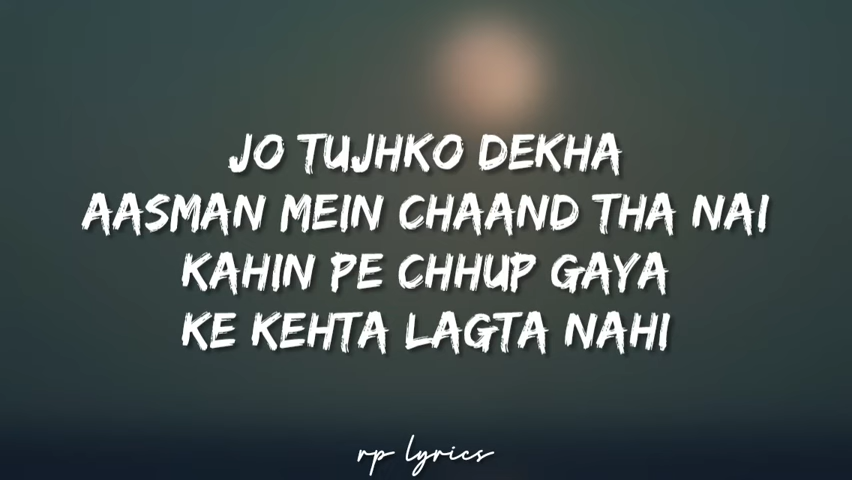 JO TUJHKO DEKHA
AASMAN MEIN CHAAND THA NAI
KAHIN PE CHHUP GAYA
KE KEHTA LAGTA NAHI
rp lyrics